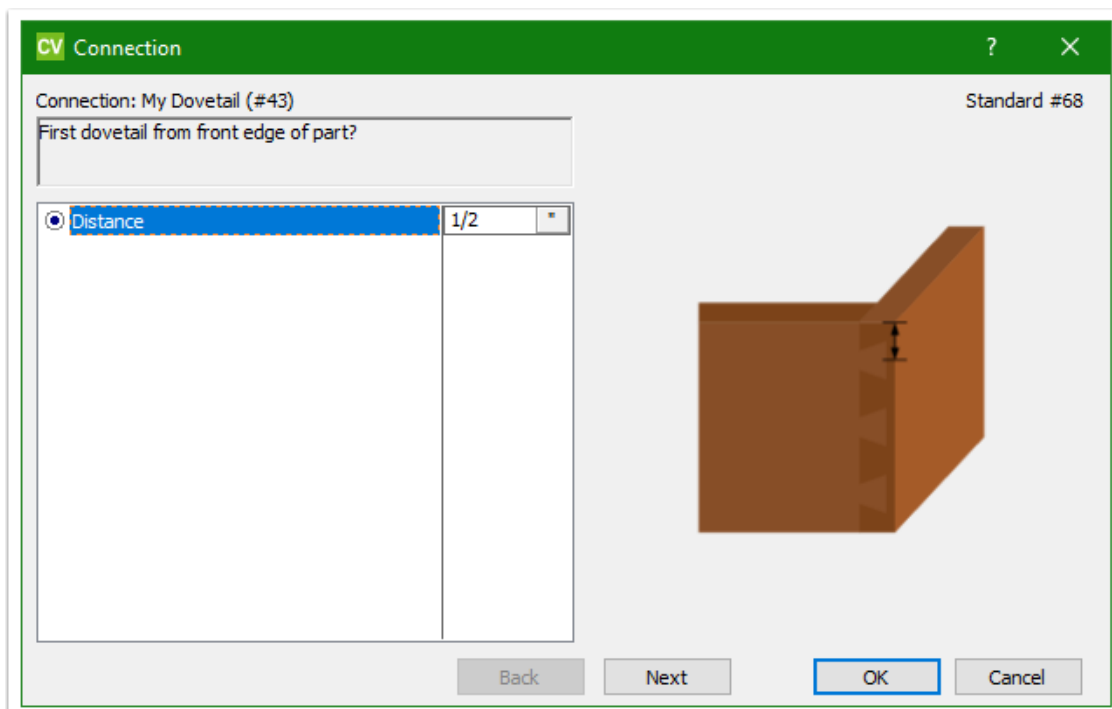 CV Connection ?
Connection: My Dovetail (#43) Standard #68
First dovetail from front edge of part?
Distance 1/2 "
Back Next OK Cancel